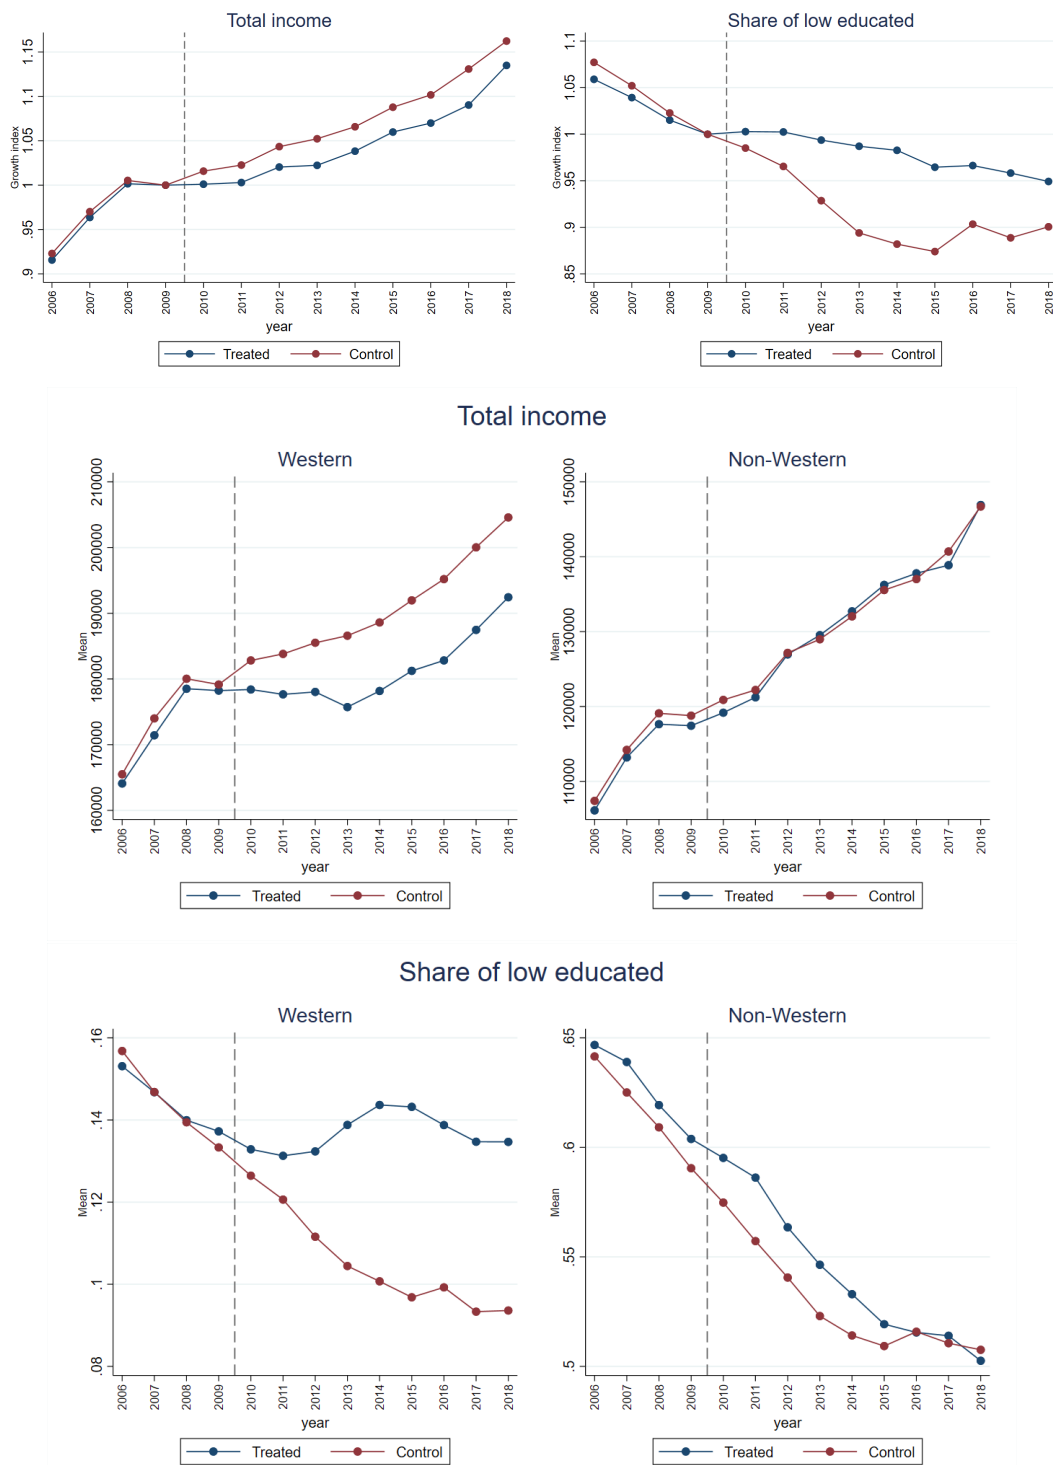 Total income
Growth index
1.15
1.1
1.05
1
.95
.9
2006 2007 2008 2009 2010 2011 2012 2013 2014 2015 2016 2017 2018
year
Treated Control
Share of low educated
Growth index
1.1
1.05
1
.95
.9
.85
2006 2007 2008 2009 2010 2011 2012 2013 2014 2015 2016 2017 2018
year
Treated Control
Total income
Western
Mean
210000
200000
190000
180000
170000
160000
2006 2007 2008 2009 2010 2011 2012 2013 2014 2015 2016 2017 2018
year
Treated Control
Non-Western
Mean
150000
140000
130000
120000
110000
2006 2007 2008 2009 2010 2011 2012 2013 2014 2015 2016 2017 2018
year
Treated Control
Share of low educated
Western
Mean
.16
.14
.12
.1
.08
2006 2007 2008 2009 2010 2011 2012 2013 2014 2015 2016 2017 2018
year
Treated Control
Non-Western
Mean
.65
.6
.55
.5
2006 2007 2008 2009 2010 2011 2012 2013 2014 2015 2016 2017 2018
year
Treated Control